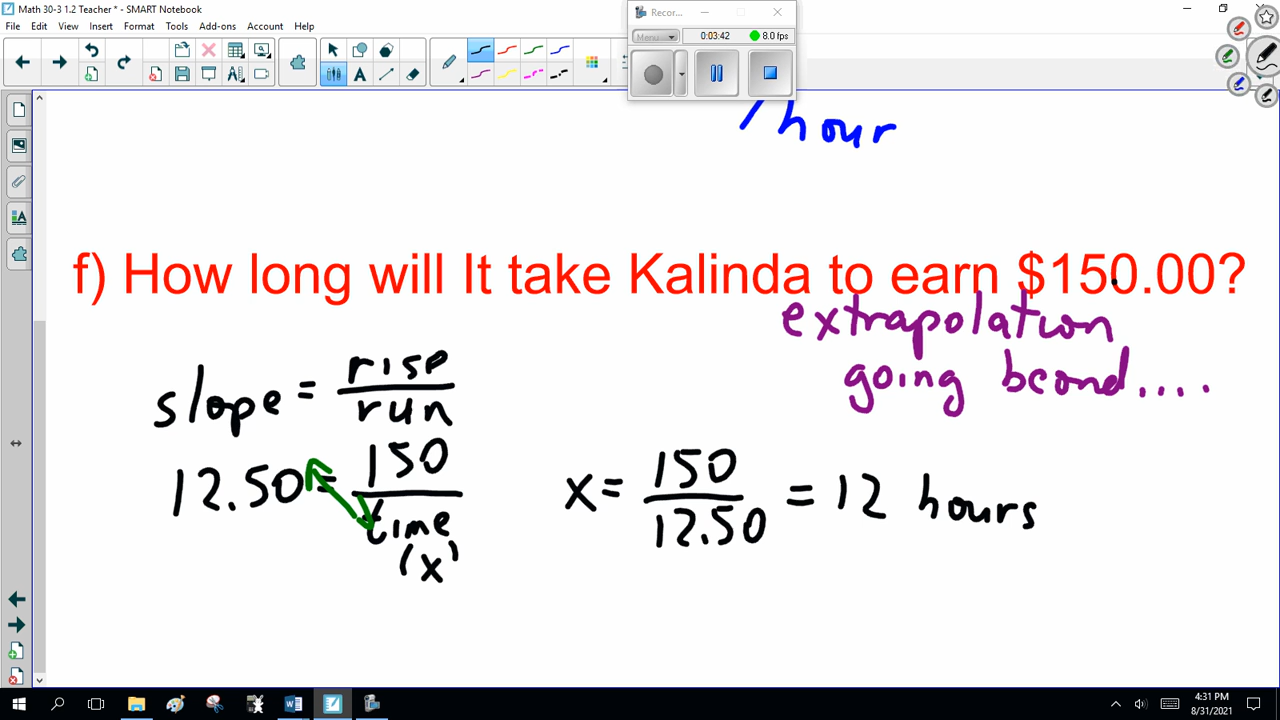 Math 30-3 1.2 Teacher * - SMART Notebook
File Edit View Insert Format Tools Add-ons Account Help
Recor...
Menu 0:03:42 8.0 fps
/hour
f) How long will It take Kalinda to earn $150.00?
extrapolation
going beond....
slope = rise
run
12.50 = 150
time
(x)
x = 150
12.50
= 12 hours
4:31 PM
8/31/2021